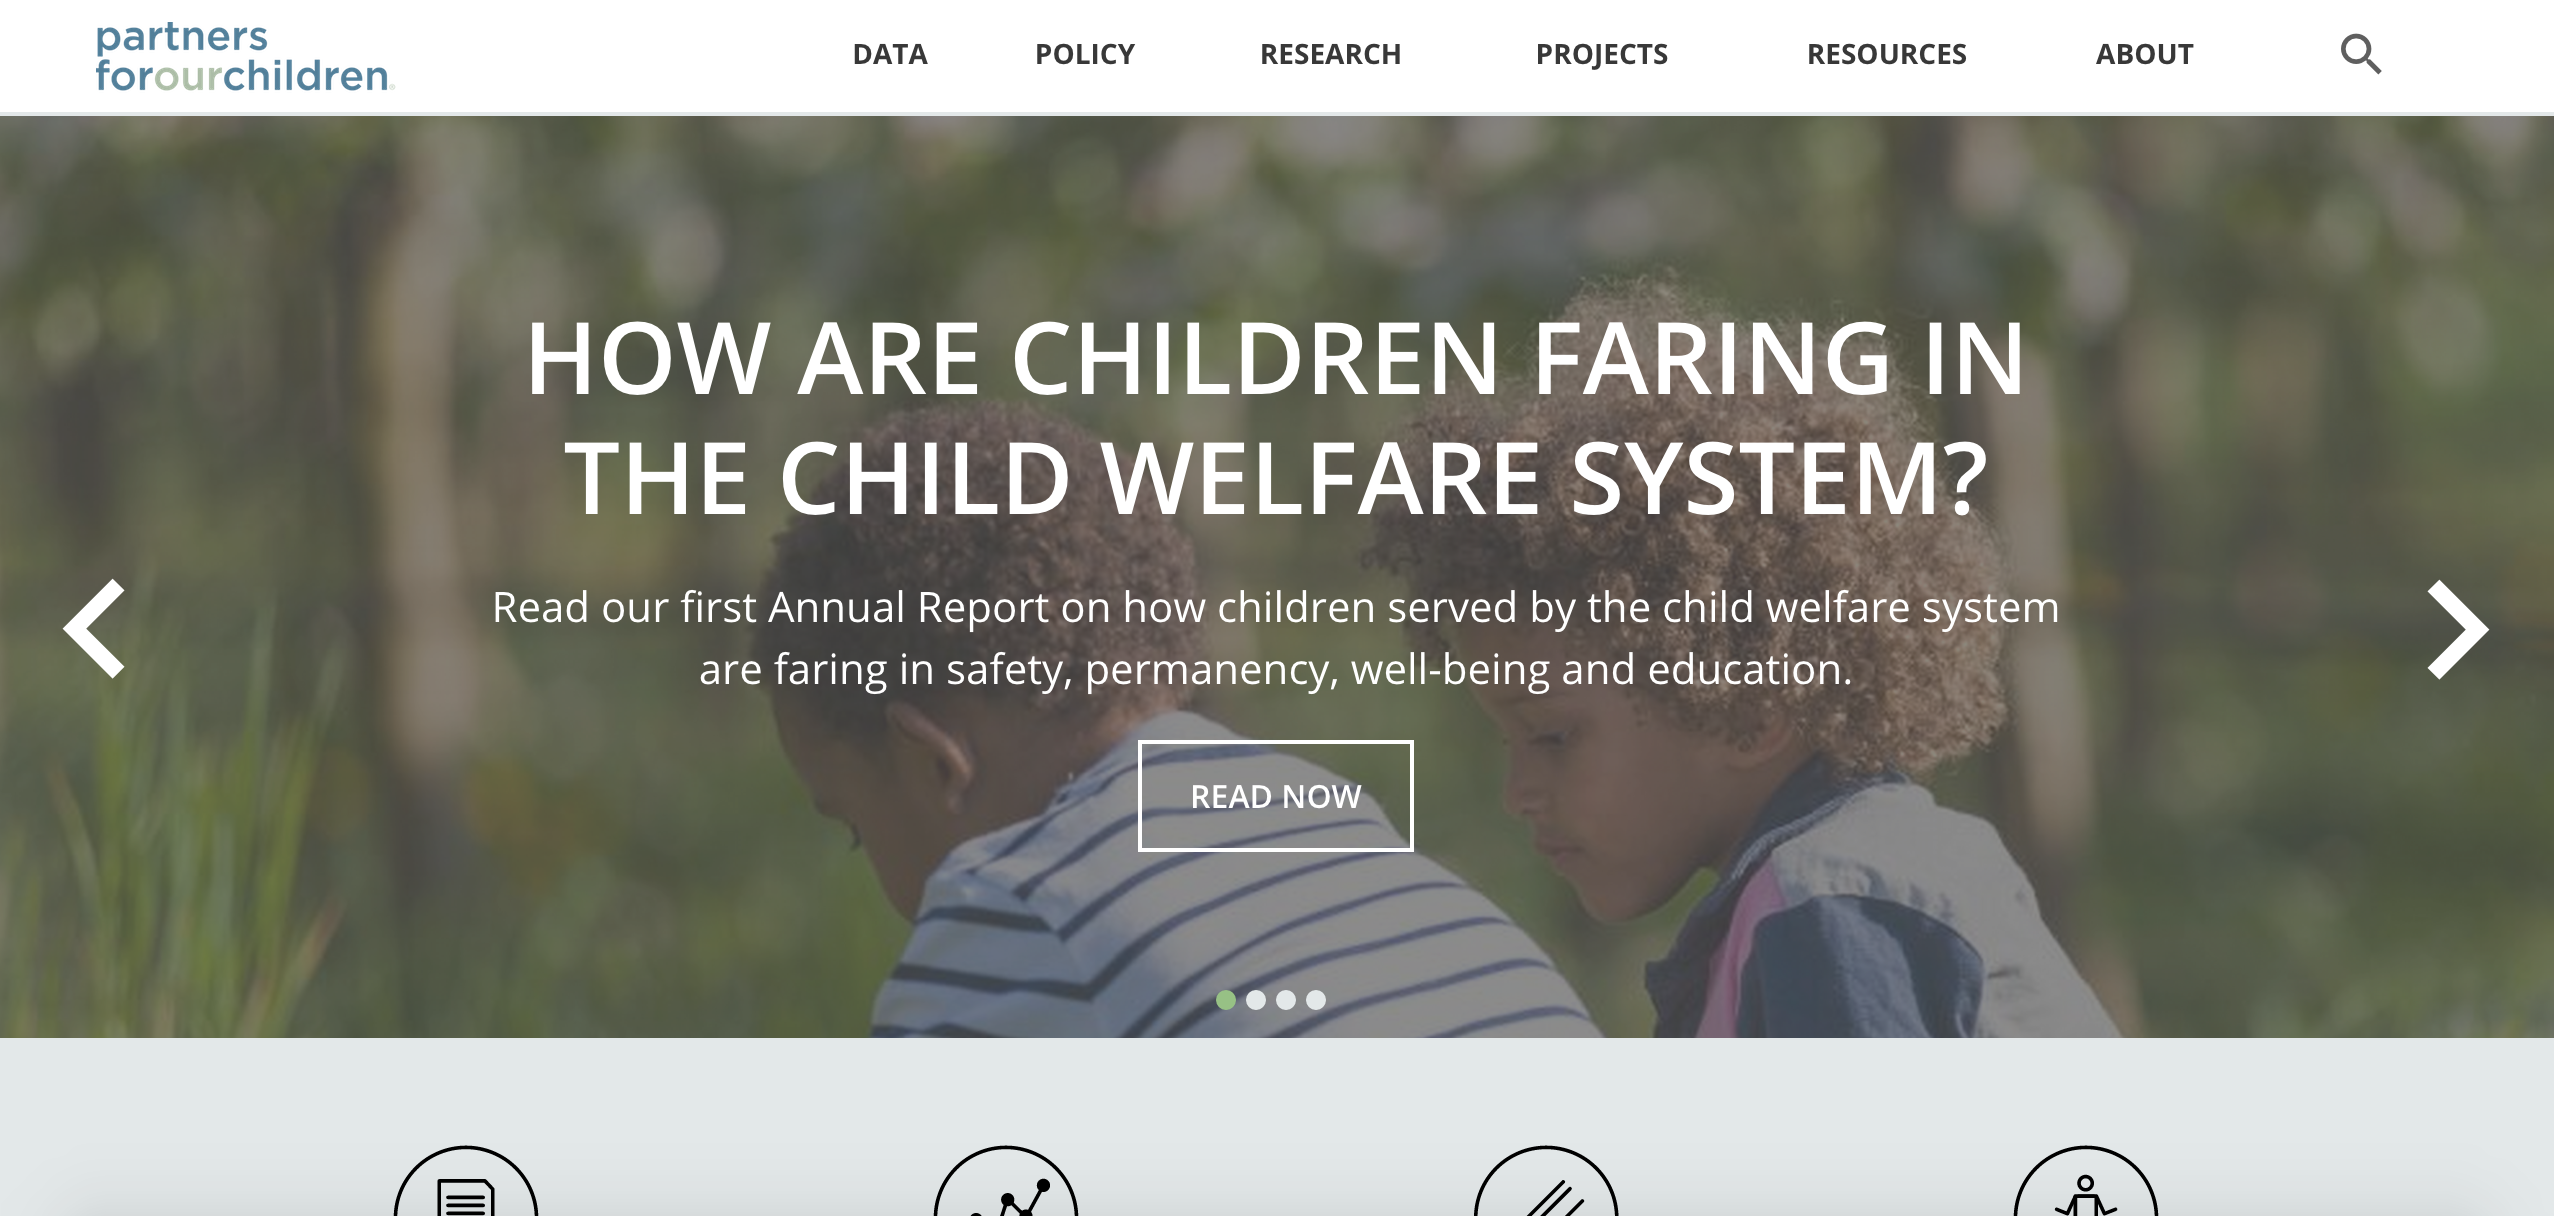 partners
forourchildren
DATA POLICY RESEARCH PROJECTS RESOURCES ABOUT
HOW ARE CHILDREN FARING IN
THE CHILD WELFARE SYSTEM?
Read our first Annual Report on how children served by the child welfare system
are faring in safety, permanency, well-being and education.
READ NOW